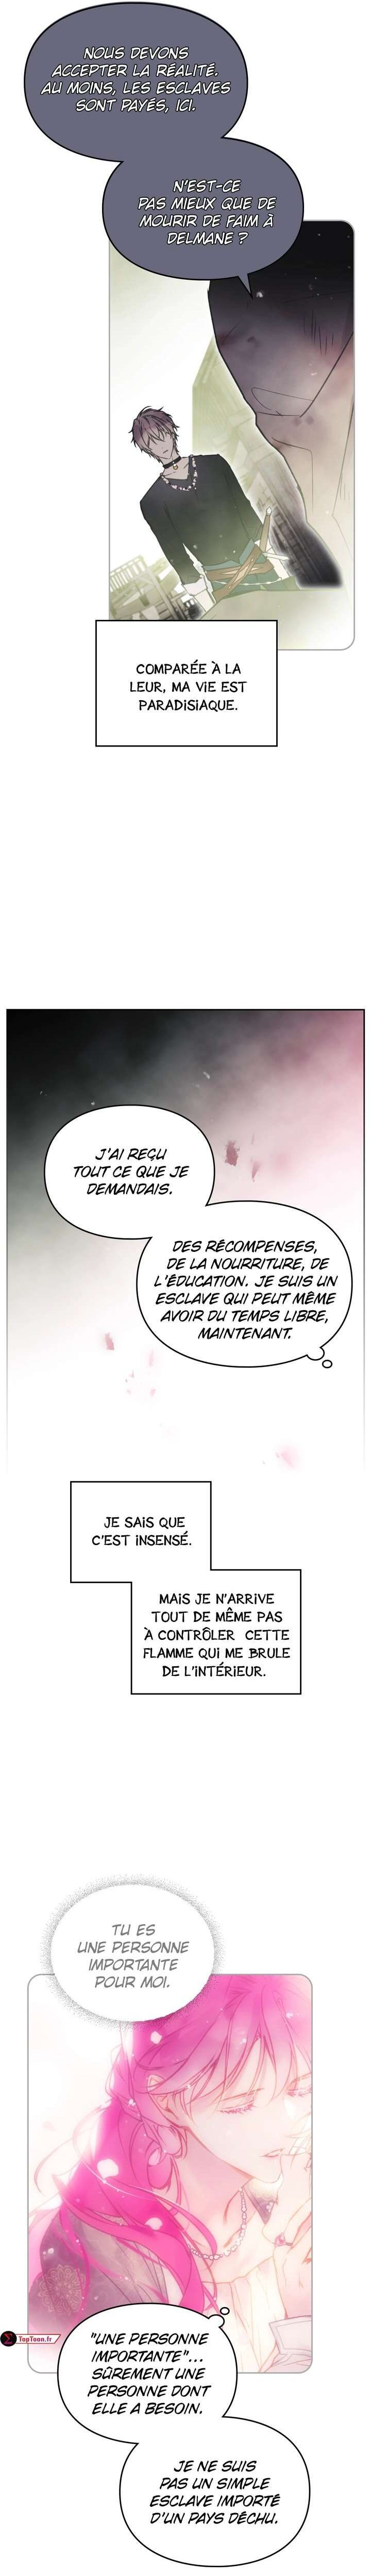 NOUS DEVONS
ACCEPTER LA RÉALITÉ.
AU MOINS, LES ESCLAVES
SONT PAYÉS, ICI.
N'EST-CE
PAS MIEUX QUE DE
MOURIR DE FAIM À
DELMANE ?
COMPARÉE À LA
LEUR, MA VIE EST
PARADISIAQUE.
J'AI REÇU
TOUT CE QUE JE
DEMANDAIS.
DES RÉCOMPENSES,
DE LA NOURRITURE, DE
L'ÉDUCATION. JE SUIS UN
ESCLAVE QUI PEUT MÊME
AVOIR DU TEMPS LIBRE,
MAINTENANT.
JE SAIS QUE
C'EST INSENSÉ.
MAIS JE N'ARRIVE
TOUT DE MÊME PAS
À CONTRÔLER CETTE
FLAMME QUI ME BRULE
DE L'INTÉRIEUR.
TU ES
UNE PERSONNE
IMPORTANTE
POUR MOI.
TopToon.fr
"UNE PERSONNE
IMPORTANTE"...
SÛREMENT UNE
PERSONNE DONT
ELLE A BESOIN.
JE NE SUIS
PAS UN SIMPLE
ESCLAVE IMPORTÉ
D'UN PAYS DÉCHU.